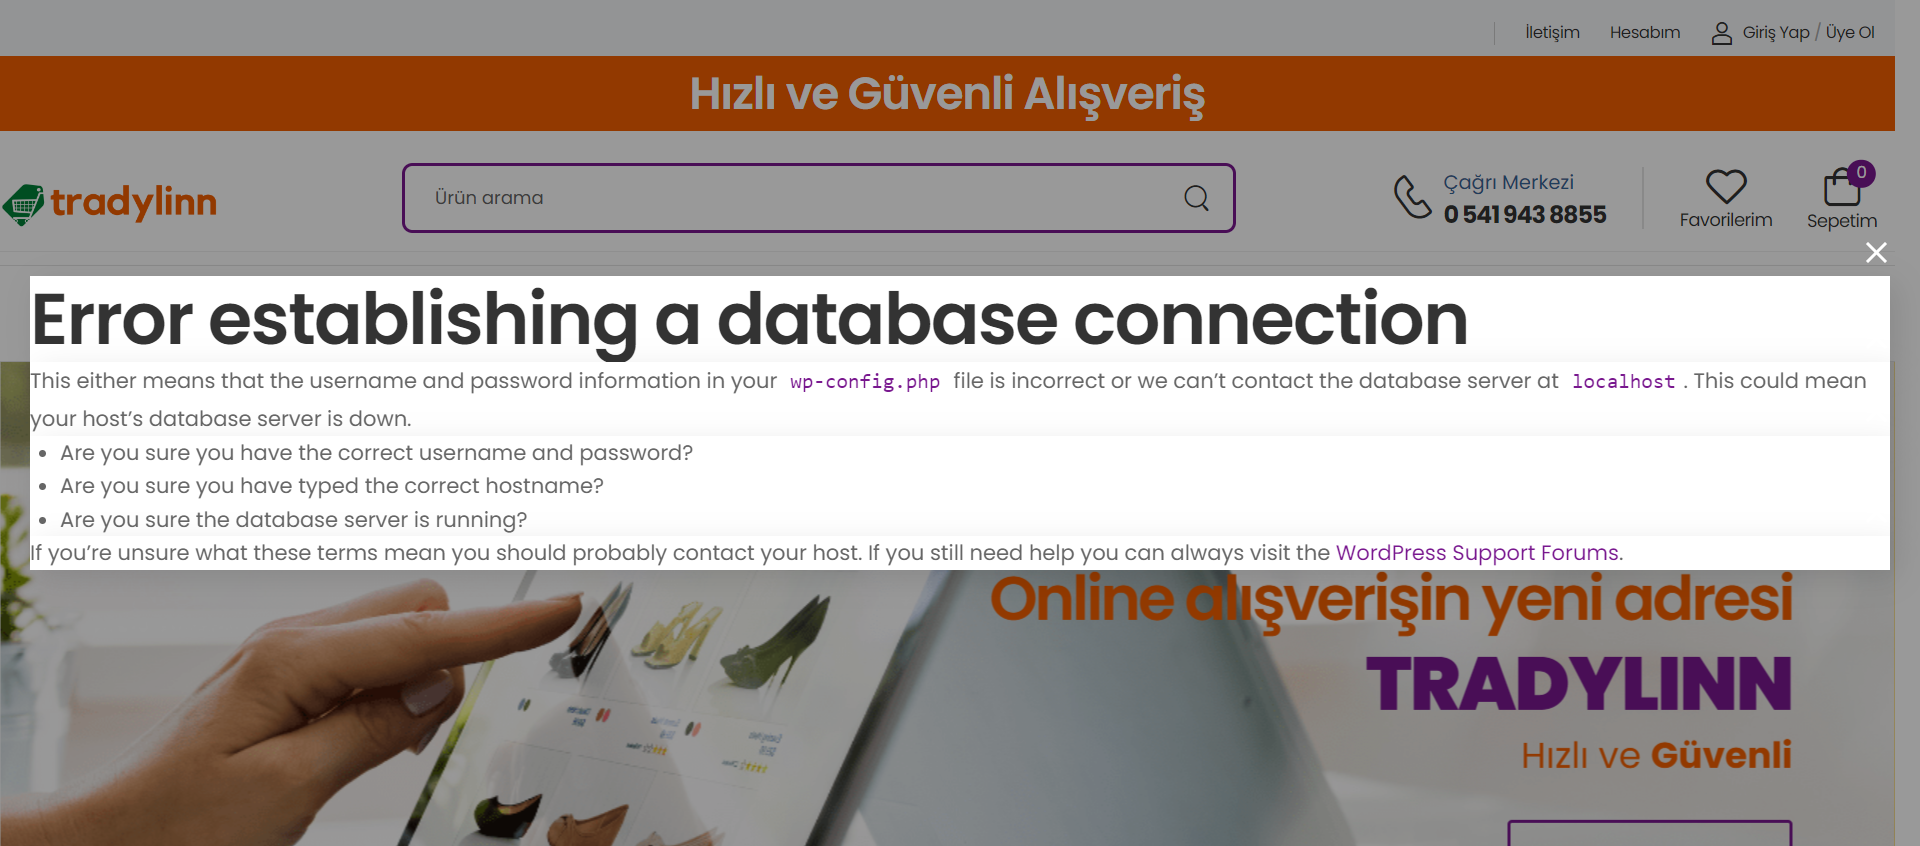 İletişim Hesabım Giriş Yap / Üye Ol
Hızlı ve Güvenli Alışveriş
tradylinn
Ürün arama
Çağrı Merkezi
0 541 943 8855
Favorilerim
0
Sepetim
Error establishing a database connection
This either means that the username and password information in your wp-config.php file is incorrect or we can’t contact the database server at localhost . This could mean
your host’s database server is down.
• Are you sure you have the correct username and password?
• Are you sure you have typed the correct hostname?
• Are you sure the database server is running?
If you’re unsure what these terms mean you should probably contact your host. If you still need help you can always visit the WordPress Support Forums.
Online alışverişin yeni adresi
TRADYLINN
Hızlı ve Güvenli